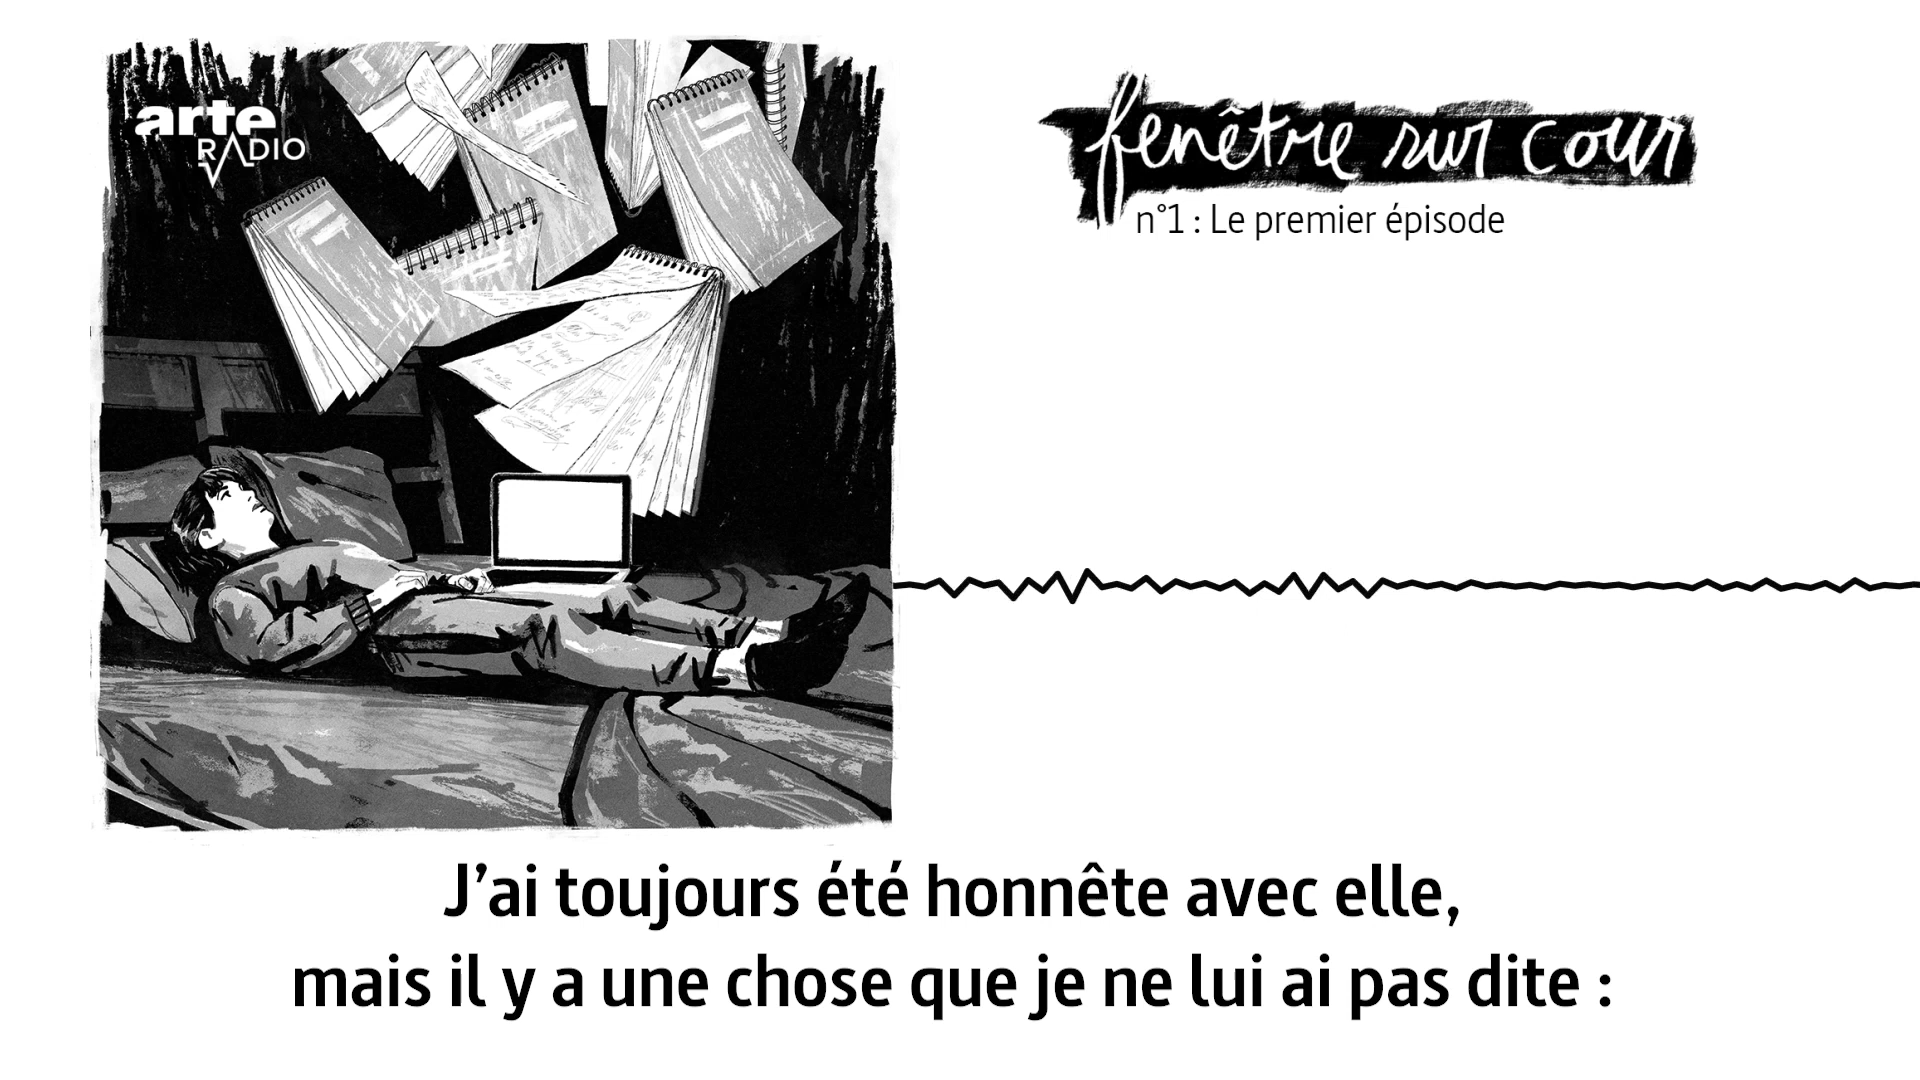 arte
RADIO
fenêtre sur cour
n°1 : Le premier épisode
J’ai toujours été honnête avec elle,
mais il y a une chose que je ne lui ai pas dite :